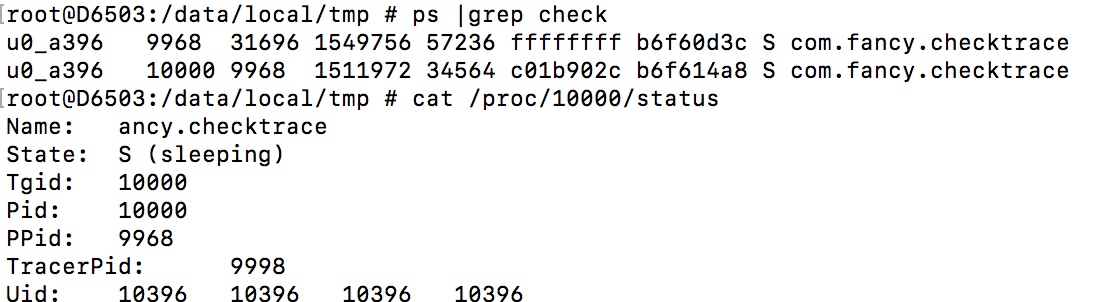 [root@D6503:/data/local/tmp # ps |grep check
u0_a396   9968  31696 1549756 57236 ffffffff b6f60d3c S com.fancy.checktrace
u0_a396   10000 9968  1511972 34564 c01b902c b6f614a8 S com.fancy.checktrace
[root@D6503:/data/local/tmp # cat /proc/10000/status
Name:   ancy.checktrace
State:  S (sleeping)
Tgid:   10000
Pid:    10000
PPid:   9968
TracerPid:      9998
Uid:    10396   10396   10396   10396